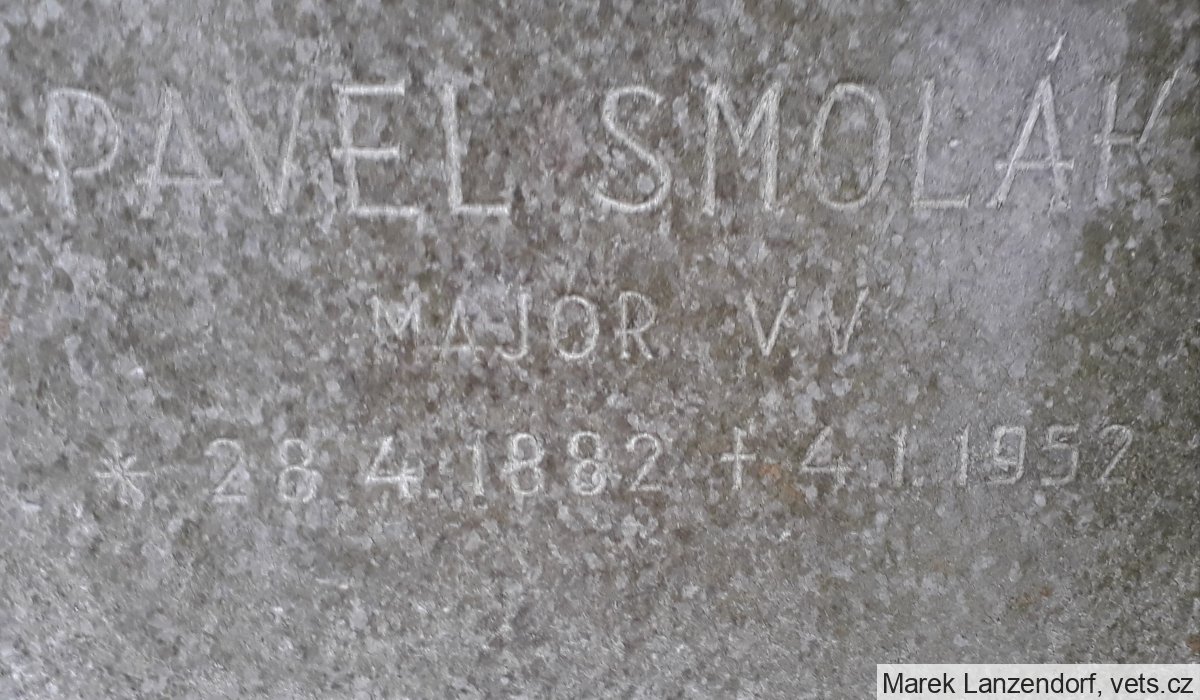 PAVEL SMOLÁK
MAJOR V V
* 28.4.1882 † 4.1.1952
Marek Lanzendorf, vets.cz